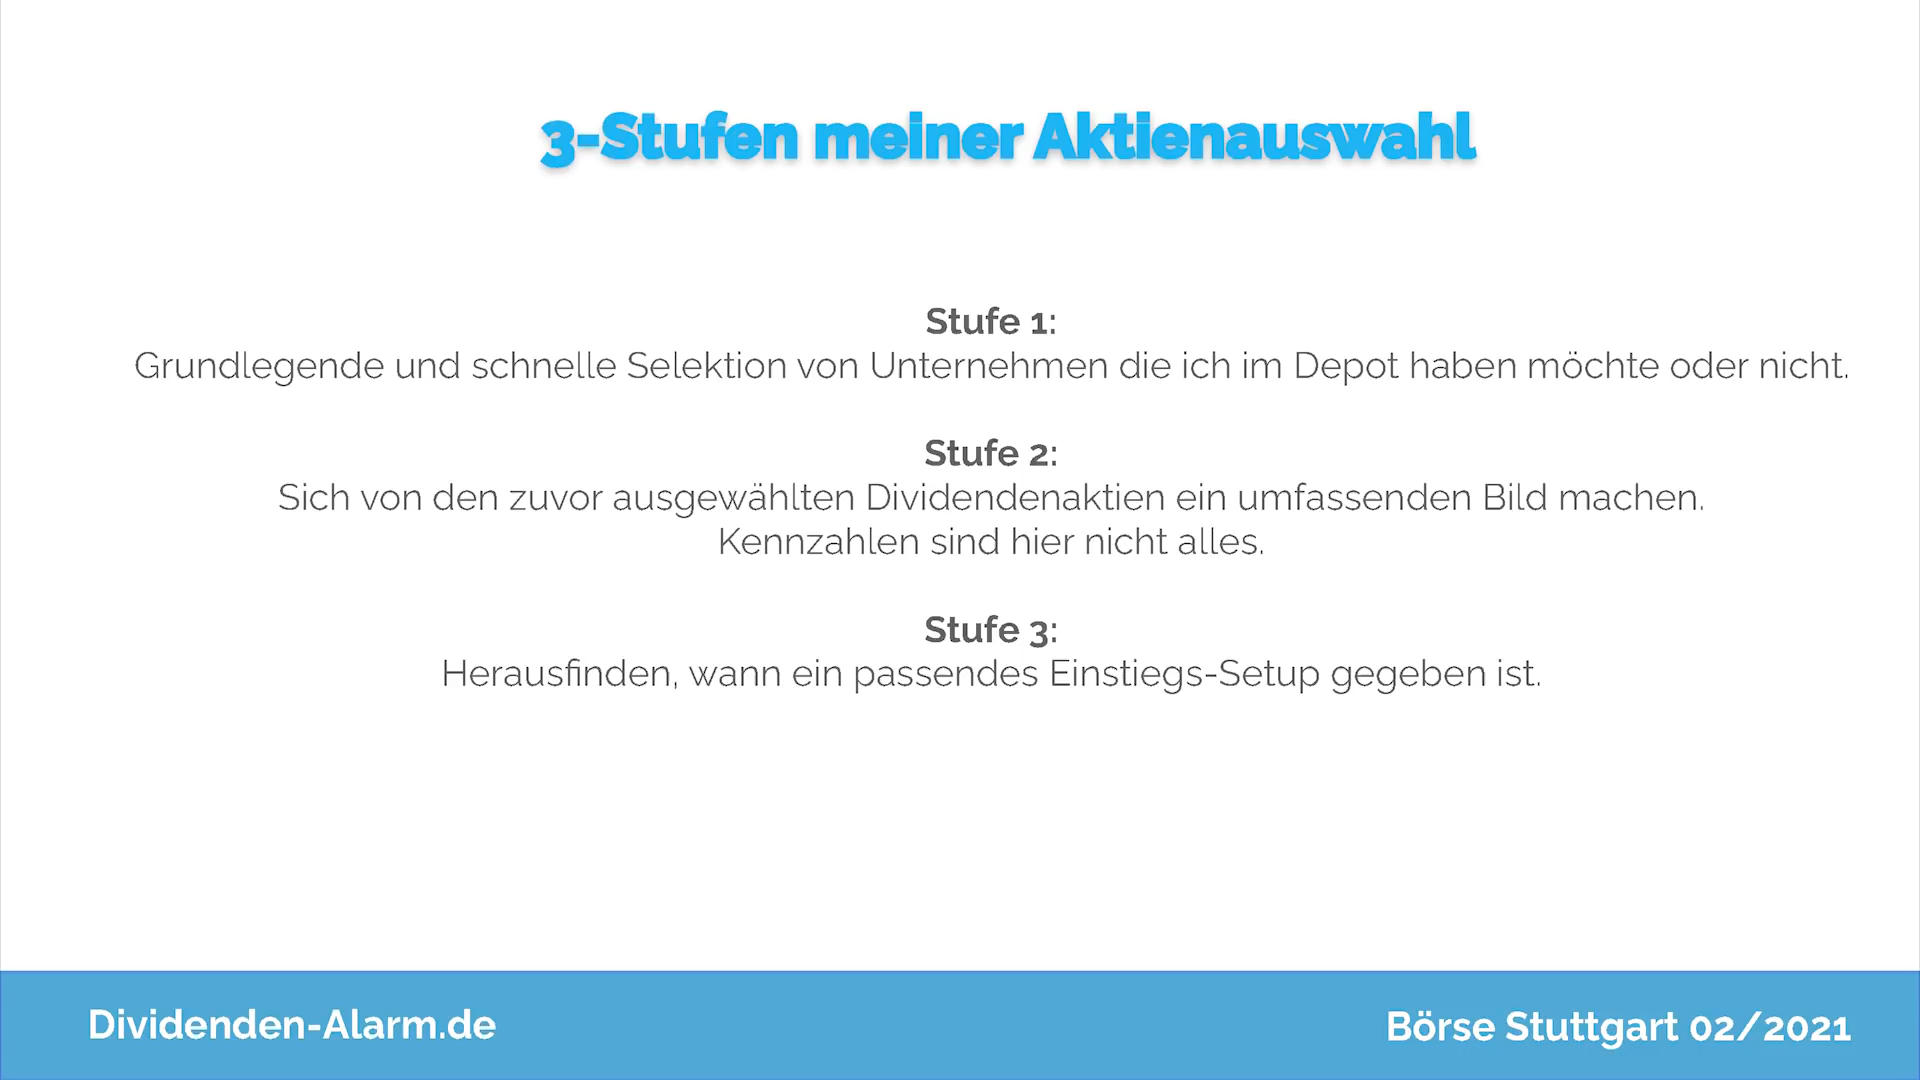 3-Stufen meiner Aktienauswahl
Stufe 1:
Grundlegende und schnelle Selektion von Unternehmen die ich im Depot haben möchte oder nicht.
Stufe 2:
Sich von den zuvor ausgewählten Dividendenaktien ein umfassenden Bild machen.
Kennzahlen sind hier nicht alles.
Stufe 3:
Herausfinden, wann ein passendes Einstiegs-Setup gegeben ist.
Dividenden-Alarm.de
Börse Stuttgart 02/2021